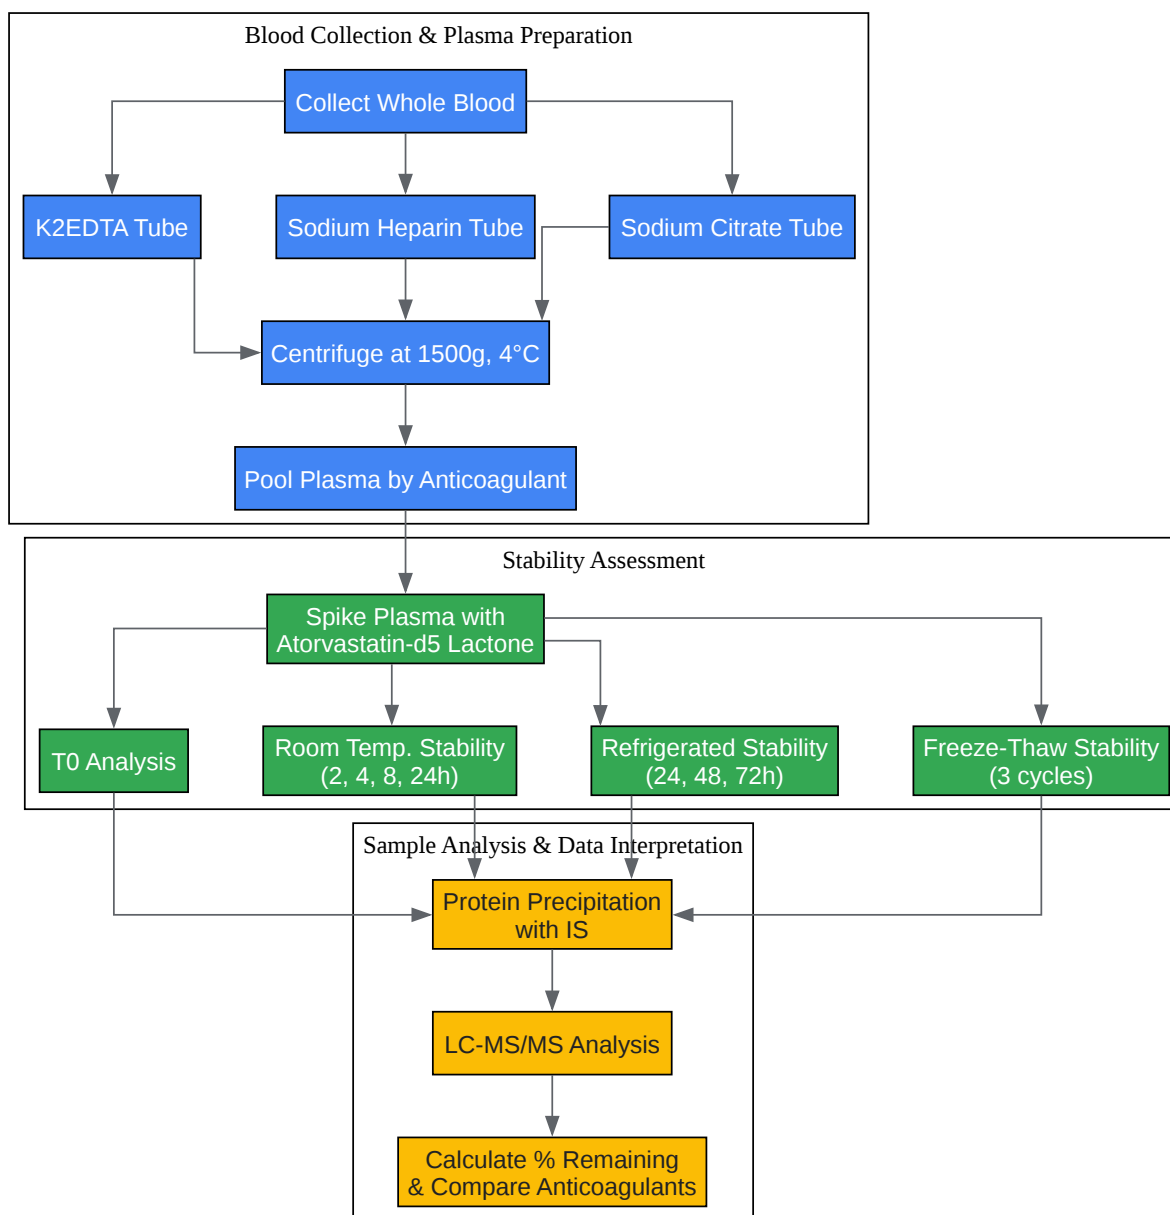 Blood Collection & Plasma Preparation
Collect Whole Blood
K2EDTA Tube
Sodium Heparin Tube
Sodium Citrate Tube
Centrifuge at 1500g, 4°C
Pool Plasma by Anticoagulant
Stability Assessment
Spike Plasma with
Atorvastatin-d5 Lactone
T0 Analysis
Room Temp. Stability
(2, 4, 8, 24h)
Refrigerated Stability
(24, 48, 72h)
Freeze-Thaw Stability
(3 cycles)
Sample Analysis & Data Interpretation
Protein Precipitation
with IS
LC-MS/MS Analysis
Calculate % Remaining
& Compare Anticoagulants